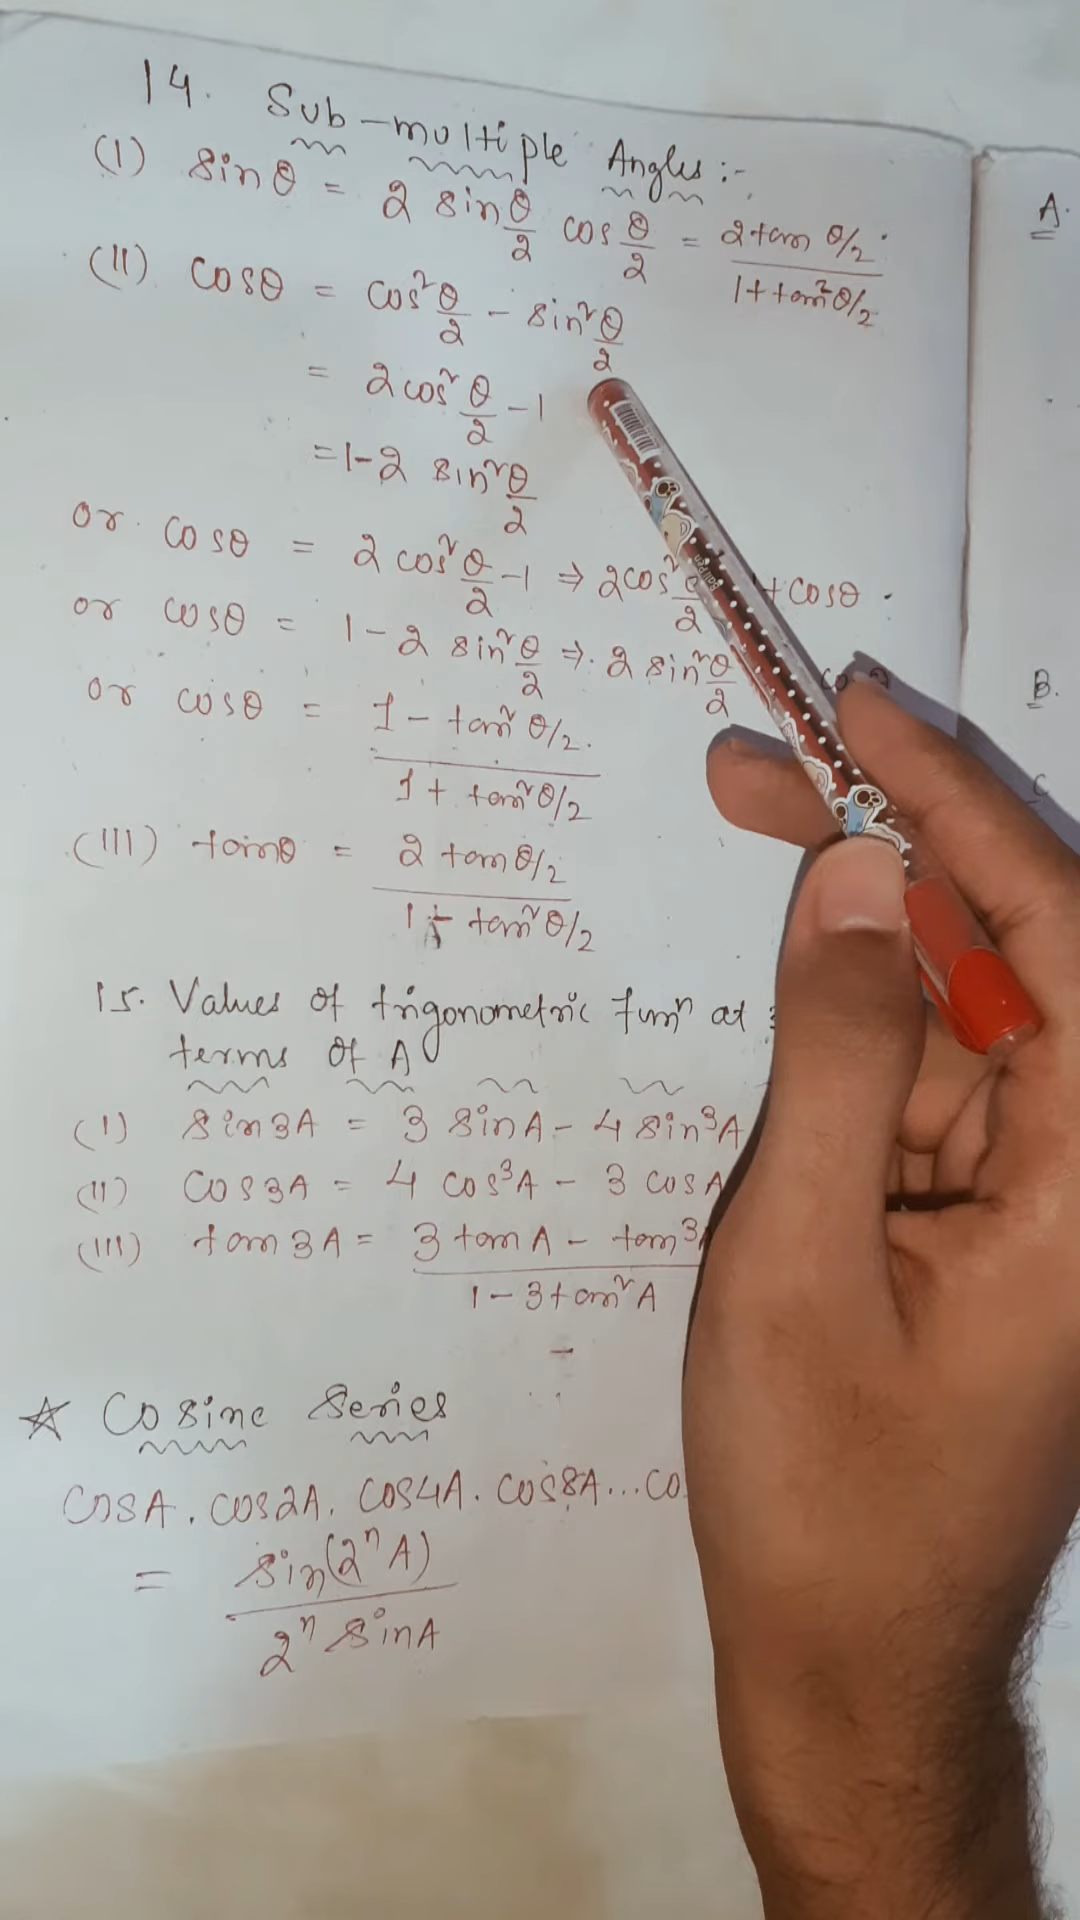 14. Sub-multiple Angles :-
(I) sinθ = 2 sin θ/2 cos θ/2 = 2tan θ/2 / 1+tan²θ/2
(II) cosθ = cos² θ/2 - sin² θ/2
= 2cos² θ/2 -1
=1-2 sin² θ/2
or cosθ = 2cos² θ/2 -1 ⇒ 2cos² /2 +cosθ
or cosθ = 1-2 sin² θ/2 ⇒ 2 sin² θ/2
or cosθ = 1 - tan² θ/2 / 1 + tan² θ/2
(III) tanθ = 2 tan θ/2 / 1 - tan² θ/2
15. Values of trigonometric funⁿ at
terms of A
(I) sin3A = 3 sinA - 4 sin³A
(II) cos3A = 4 cos³A - 3 cosA
(III) tan3A = 3 tanA - tan³ / 1 - 3tan²A
☆ Cosine Series
cosA . cos2A . cos4A . cos8A...co
= sin(2ⁿA) / 2ⁿ sinA
A.
B.
C
Ball Pen